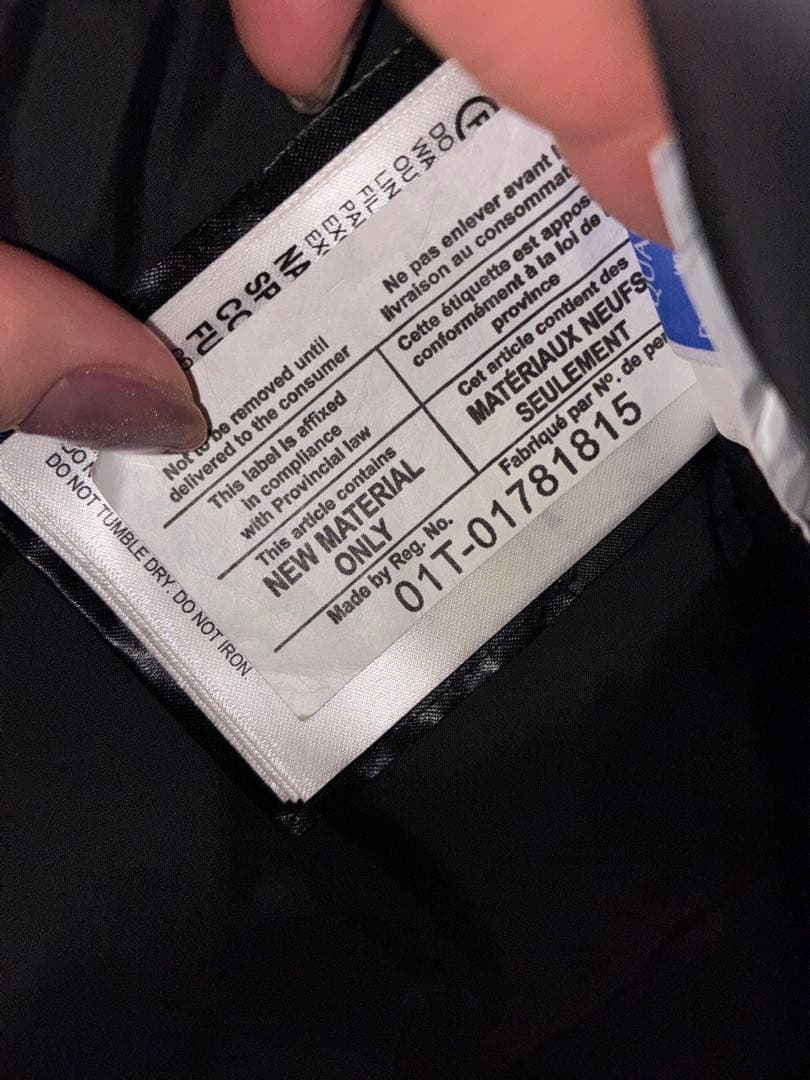 Not to be removed until
delivered to the consumer
This label is affixed
in compliance
with Provincial law
This article contains
NEW MATERIAL
ONLY
Made by Reg. No.
Ne pas enlever avant
livraison au
Cette étiquette est
conformément à la loi de
province
Cet article contient des
MATÉRIAUX NEUFS
SEULEMENT
Fabriqué par Nº. de
01T-01781815
DO NOT TUMBLE DRY. DO NOT IRON.